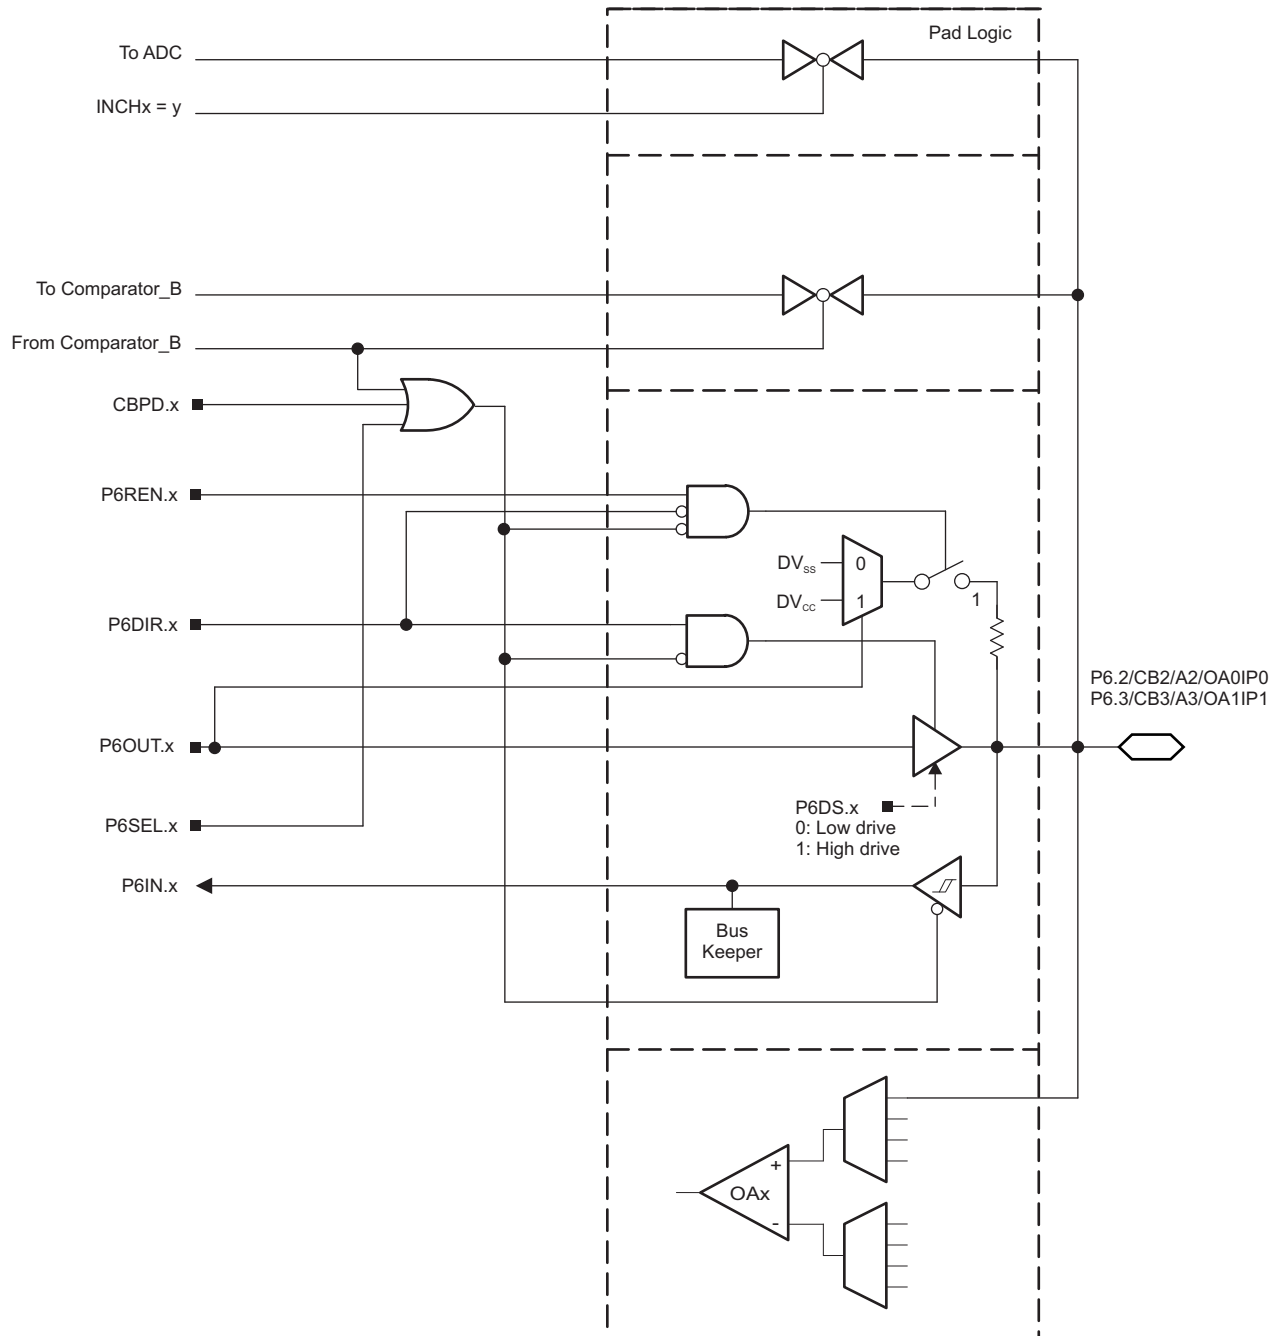 Pad Logic
To ADC
INCHx = y
To Comparator_B
From Comparator_B
CBPD.x
P6REN.x
DVSS
0
DVCC
1
1
P6DIR.x
P6.2/CB2/A2/OA0IP0
P6.3/CB3/A3/OA1IP1
P6OUT.x
P6DS.x
0: Low drive
1: High drive
P6SEL.x
P6IN.x
Bus
Keeper
+
OAx
-